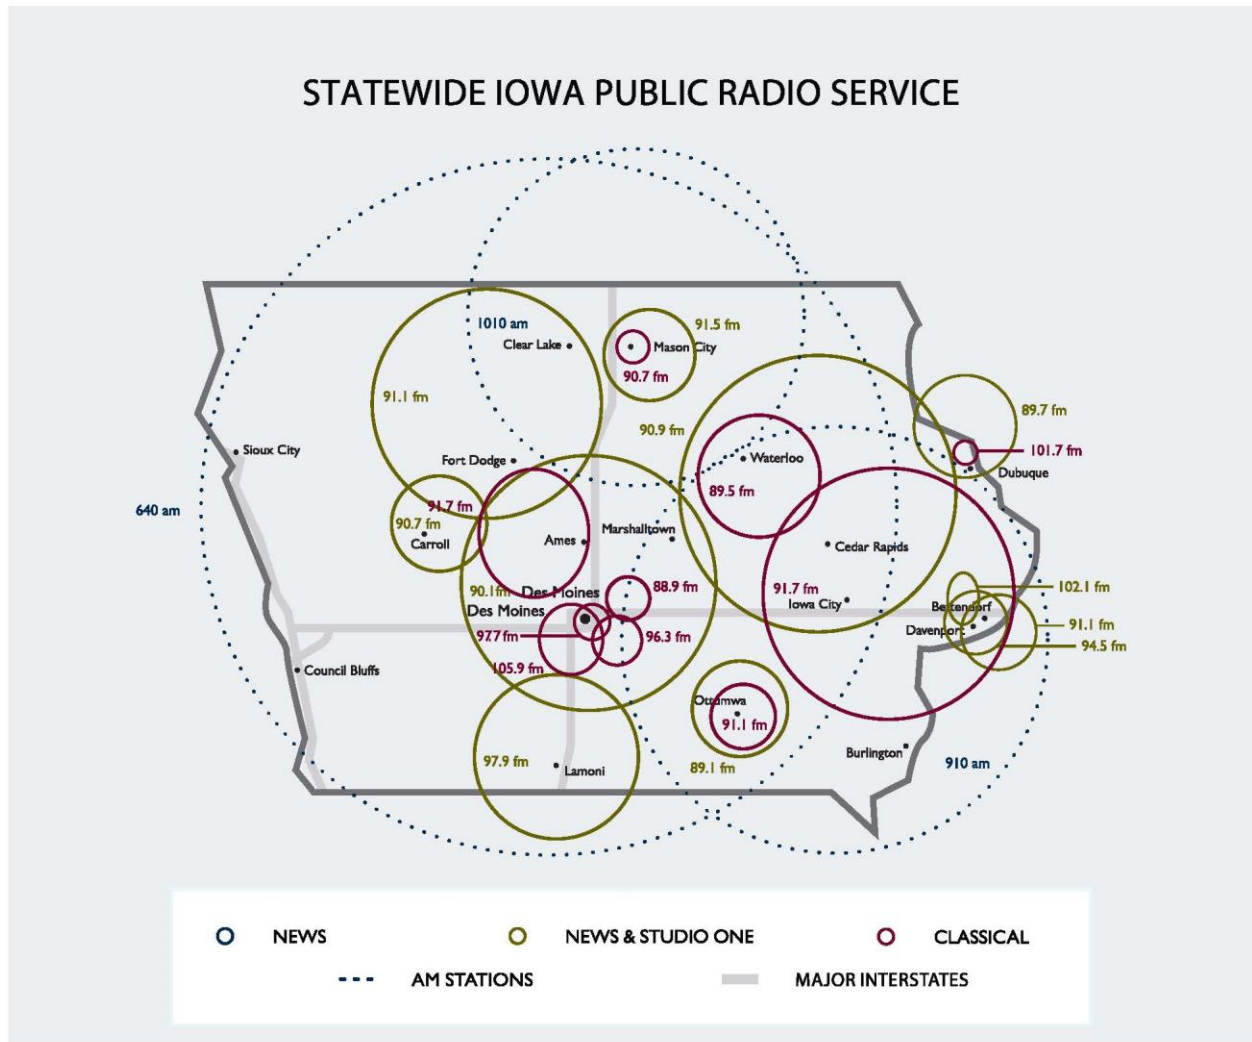 STATEWIDE IOWA PUBLIC RADIO SERVICE
1010 am
91.5 fm
Clear Lake
Mason City
90.7 fm
91.1 fm
89.7 fm
90.9 fm
Sioux City
101.7 fm
Fort Dodge
Waterloo
Dubuque
89.5 fm
640 am
91.7 fm
90.7 fm
Carroll
Ames
Marshalltown
Cedar Rapids
90.1fm
Des Moines
88.9 fm
91.7 fm
Iowa City
102.1 fm
Bettendorf
Des Moines
Davenport
91.1 fm
97.7 fm
96.3 fm
94.5 fm
105.9 fm
Council Bluffs
Ottumwa
91.1 fm
97.9 fm
Lamoni
89.1 fm
Burlington
910 am
NEWS
NEWS & STUDIO ONE
CLASSICAL
AM STATIONS
MAJOR INTERSTATES